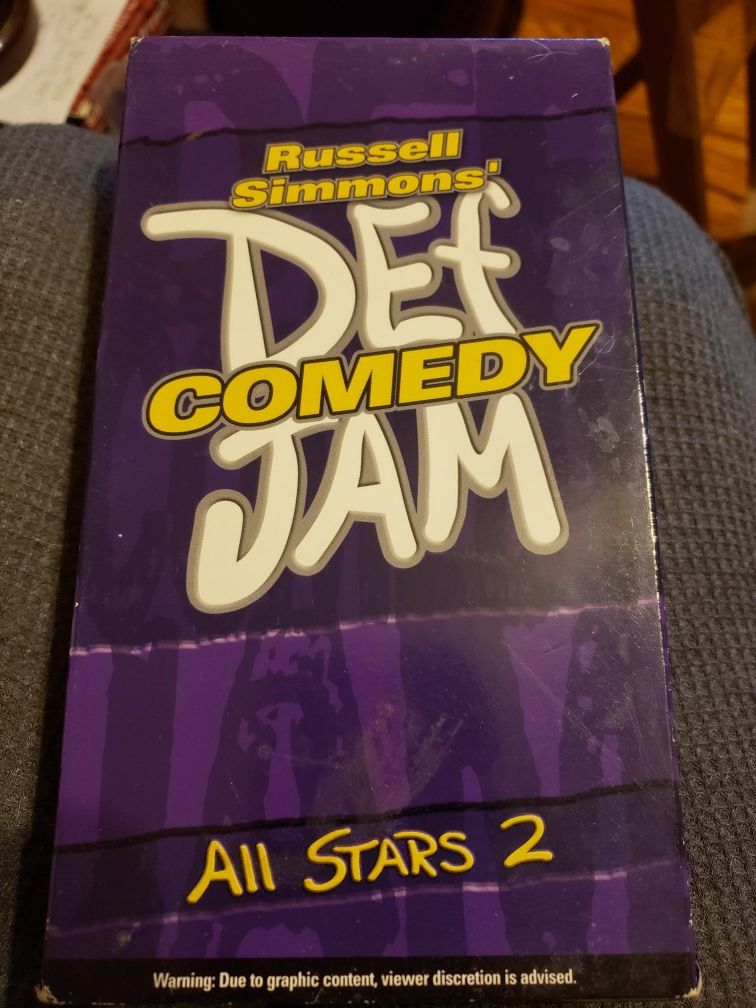 Russell
Simmons'
DEf
COMEDY
JAM
All STARS 2
Warning: Due to graphic content, viewer discretion is advised.